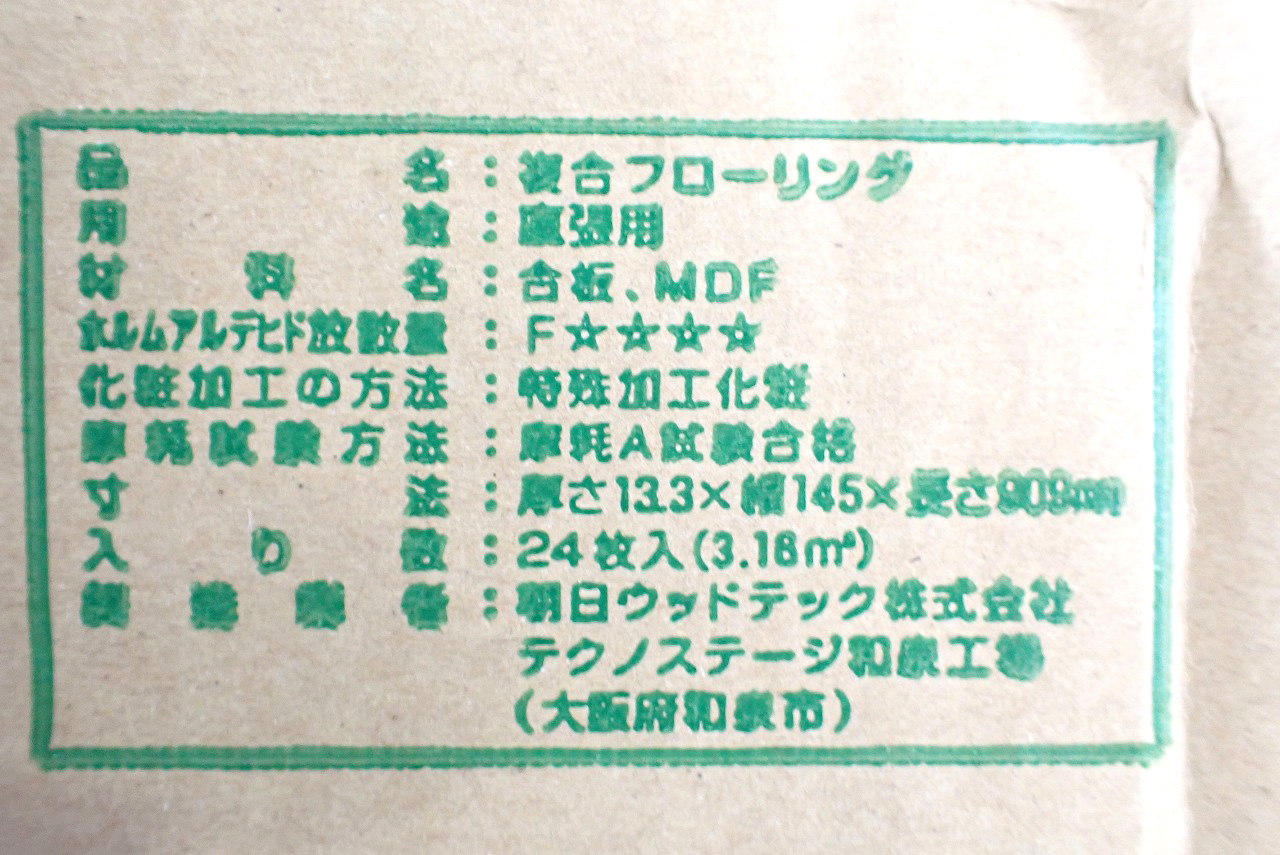 品名：複合フローリング
用途：直張用
材料名：合板、MDF
ホルムアルデヒド放散量：F☆☆☆☆
化粧加工の方法：特殊加工化粧
摩耗試験方法：摩耗A試験合格
寸法：厚さ13.3×幅145×長さ909mm
入り数：24枚入(3.16㎡)
製造業者：朝日ウッドテック株式会社
テクノステージ和泉工場
(大阪府和泉市)